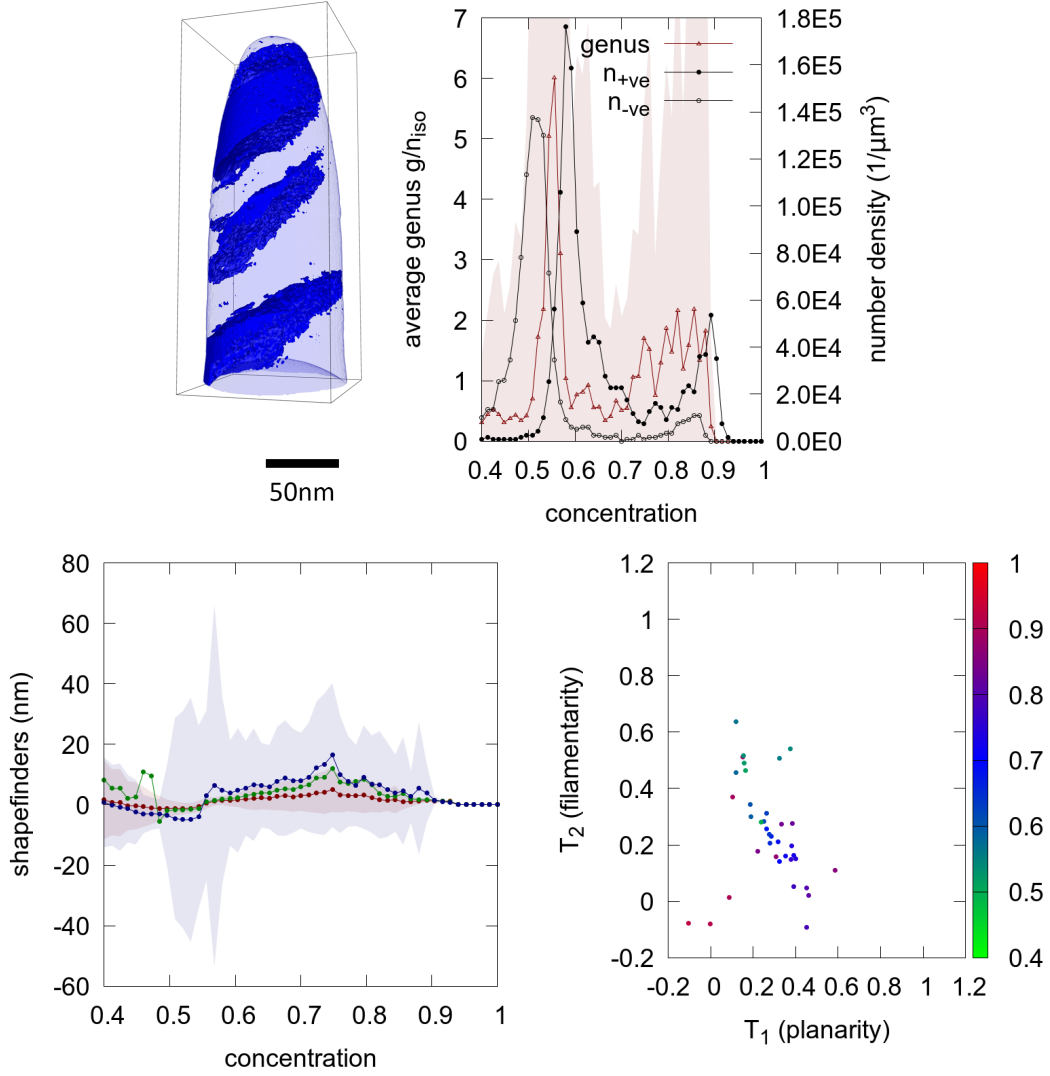 50nm
7
6
5
4
3
2
1
0
average genus g/n_iso
genus
n_+ve
n_-ve
1.8E5
1.6E5
1.4E5
1.2E5
1.0E5
8.0E4
6.0E4
4.0E4
2.0E4
0.0E0
number density (1/μm³)
0.4 0.5 0.6 0.7 0.8 0.9 1
concentration
80
60
40
20
0
-20
-40
-60
shapefinders (nm)
0.4 0.5 0.6 0.7 0.8 0.9 1
concentration
1.2
1
0.8
0.6
0.4
0.2
0
-0.2
T_2 (filamentarity)
-0.2 0 0.2 0.4 0.6 0.8 1 1.2
T_1 (planarity)
1
0.9
0.8
0.7
0.6
0.5
0.4